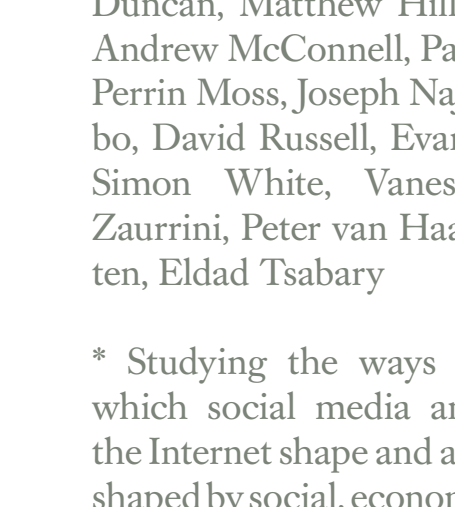 Duncan, Matthew Hill
Andrew McConnell, Pa
Perrin Moss, Joseph Na
bo, David Russell, Evan
Simon White, Vanes
Zaurrini, Peter van Haa
ten, Eldad Tsabary
* Studying the ways
which social media an
the Internet shape and a
shaped by social, econom